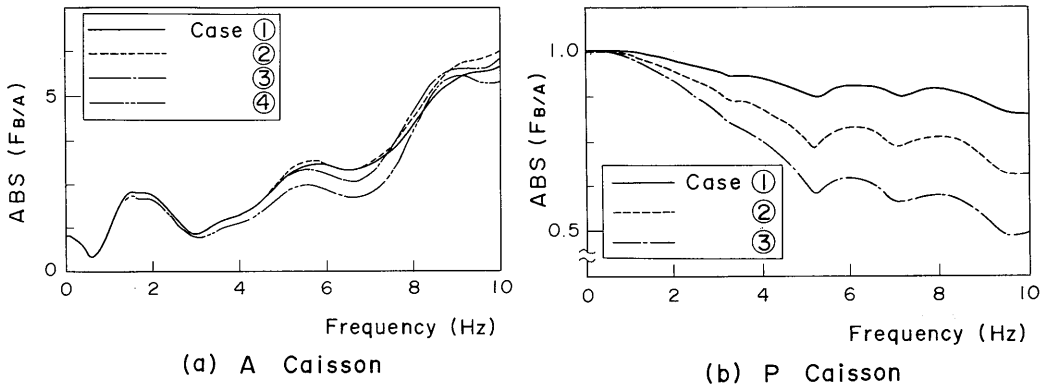 ABS (FB/A)
5
0
Case ①
②
③
④
0 2 4 6 8 10
Frequency (Hz)
(a) A Caisson
ABS (FB/A)
1.0
0.5
Case ①
②
③
0 2 4 6 8 10
Frequency (Hz)
(b) P Caisson